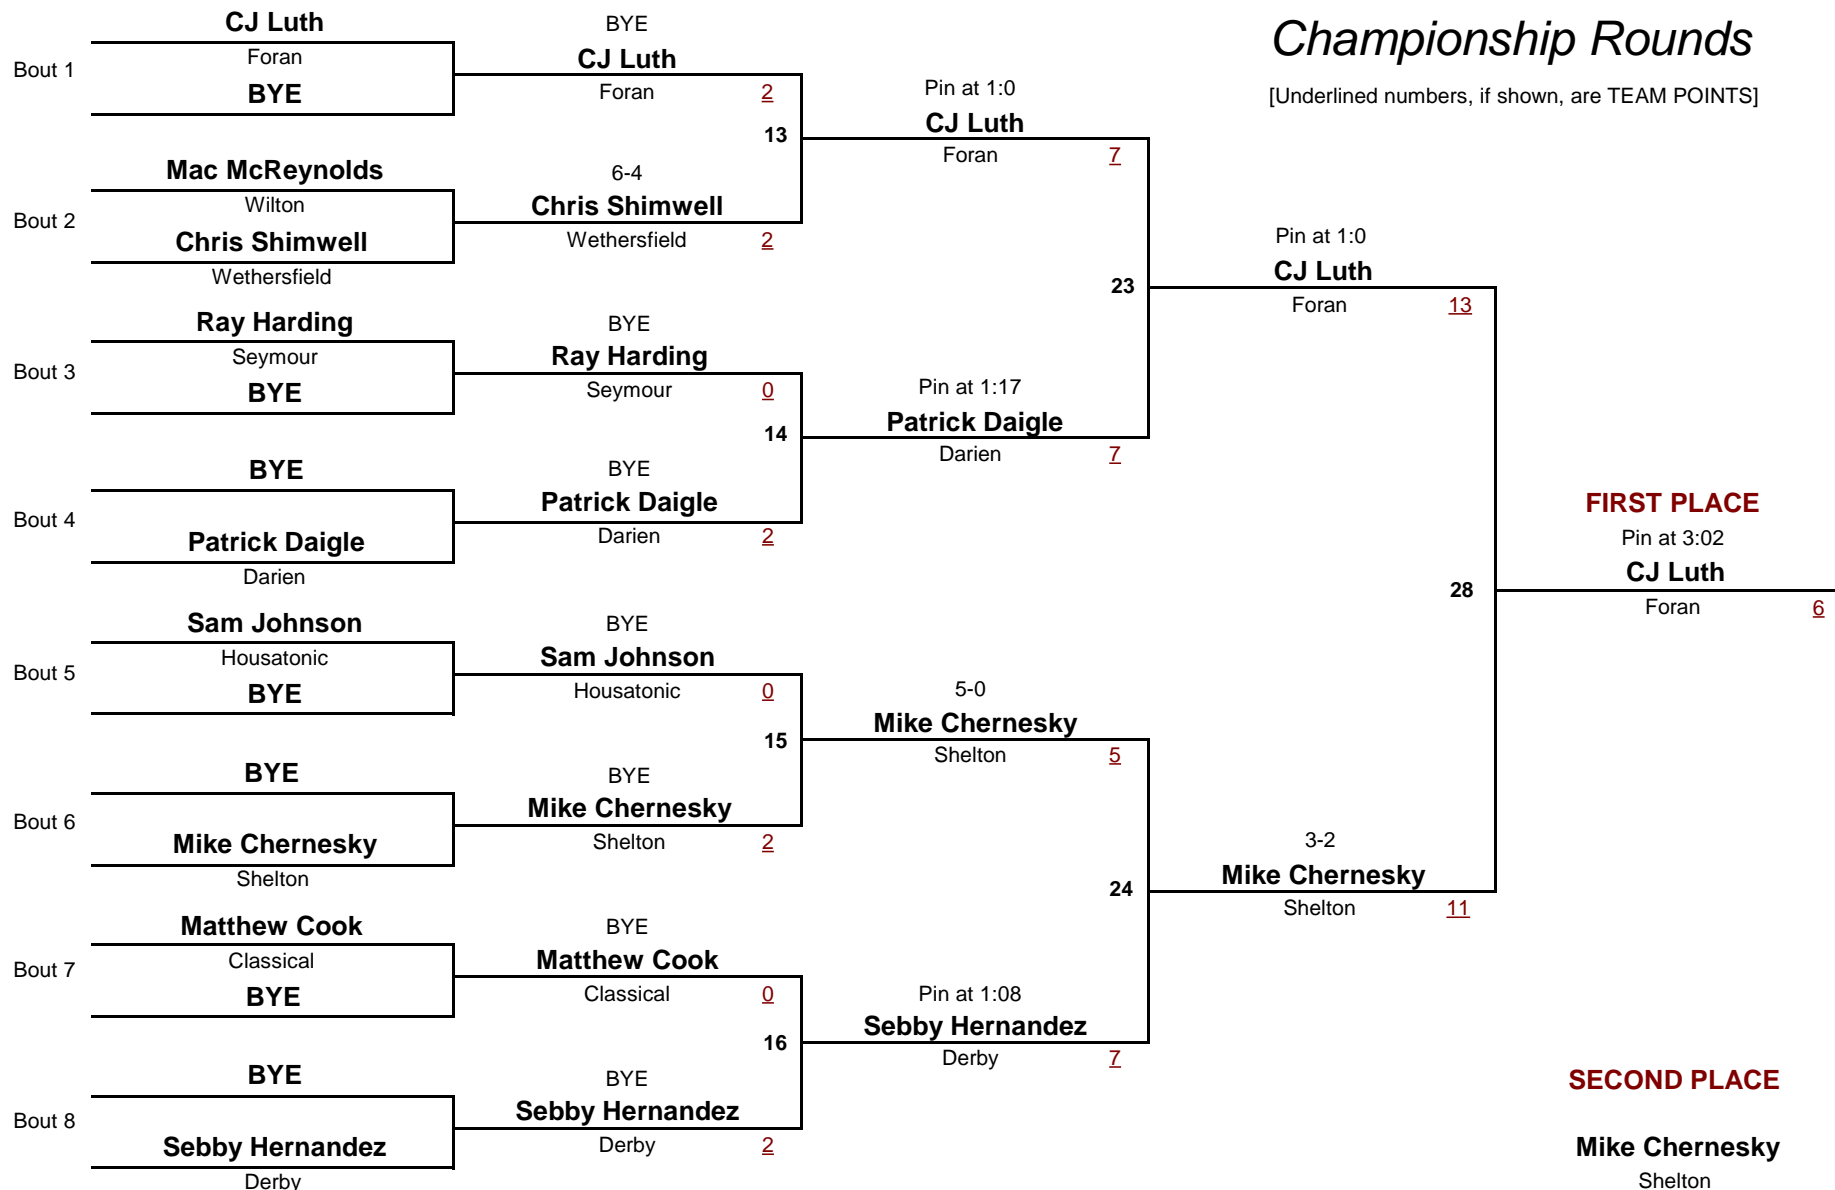 Championship Rounds
[Underlined numbers, if shown, are TEAM POINTS]
Bout 1
CJ Luth
Foran
BYE
Bout 2
Mac McReynolds
Wilton
Chris Shimwell
Wethersfield
Bout 3
Ray Harding
Seymour
BYE
Bout 4
BYE
Patrick Daigle
Darien
Bout 5
Sam Johnson
Housatonic
BYE
Bout 6
BYE
Mike Chernesky
Shelton
Bout 7
Matthew Cook
Classical
BYE
Bout 8
BYE
Sebby Hernandez
Derby
BYE
CJ Luth
Foran 2
13
6-4
Chris Shimwell
Wethersfield 2
BYE
Ray Harding
Seymour 0
14
BYE
Patrick Daigle
Darien 2
BYE
Sam Johnson
Housatonic 0
15
BYE
Mike Chernesky
Shelton 2
BYE
Matthew Cook
Classical 0
16
BYE
Sebby Hernandez
Derby 2
Pin at 1:0
CJ Luth
Foran 7
23
Pin at 1:17
Patrick Daigle
Darien 7
5-0
Mike Chernesky
Shelton 5
24
Pin at 1:08
Sebby Hernandez
Derby 7
Pin at 1:0
CJ Luth
Foran 13
28
3-2
Mike Chernesky
Shelton 11
FIRST PLACE
Pin at 3:02
CJ Luth
Foran 6
SECOND PLACE
Mike Chernesky
Shelton